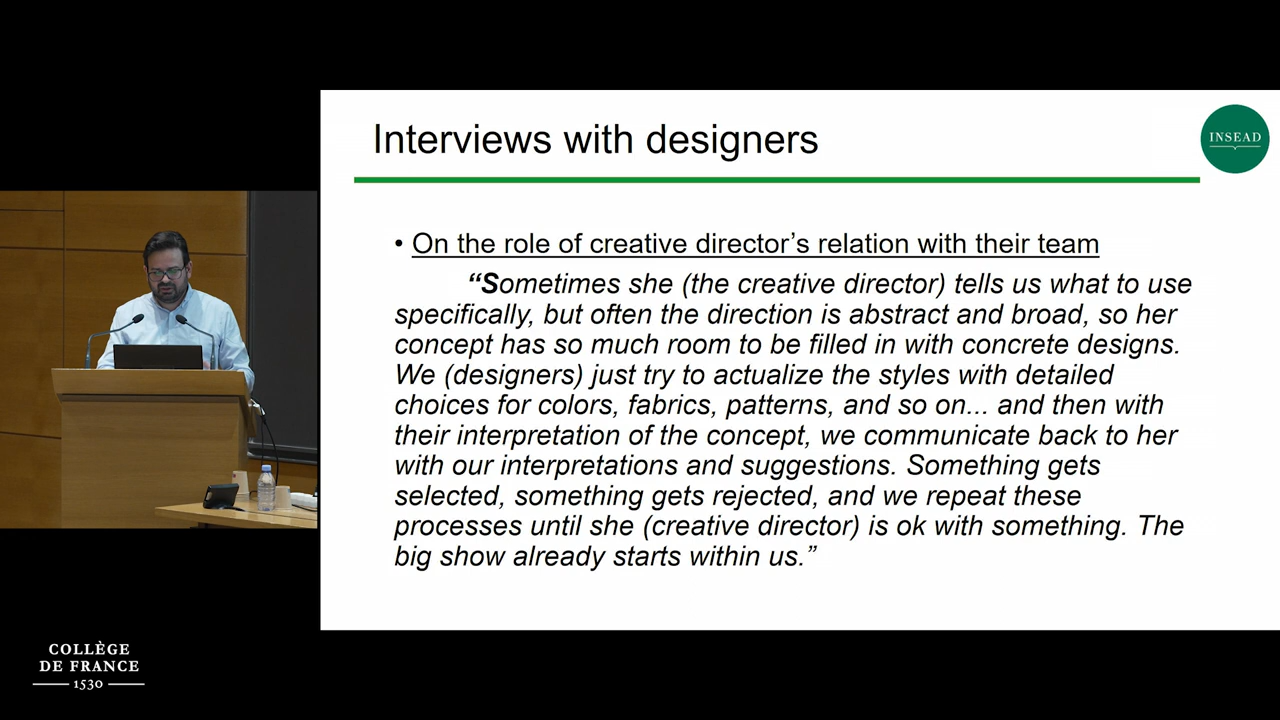 Interviews with designers
INSEAD
• On the role of creative director’s relation with their team
“Sometimes she (the creative director) tells us what to use
specifically, but often the direction is abstract and broad, so her
concept has so much room to be filled in with concrete designs.
We (designers) just try to actualize the styles with detailed
choices for colors, fabrics, patterns, and so on... and then with
their interpretation of the concept, we communicate back to her
with our interpretations and suggestions. Something gets
selected, something gets rejected, and we repeat these
processes until she (creative director) is ok with something. The
big show already starts within us.”
COLLÈGE
DE FRANCE
1530